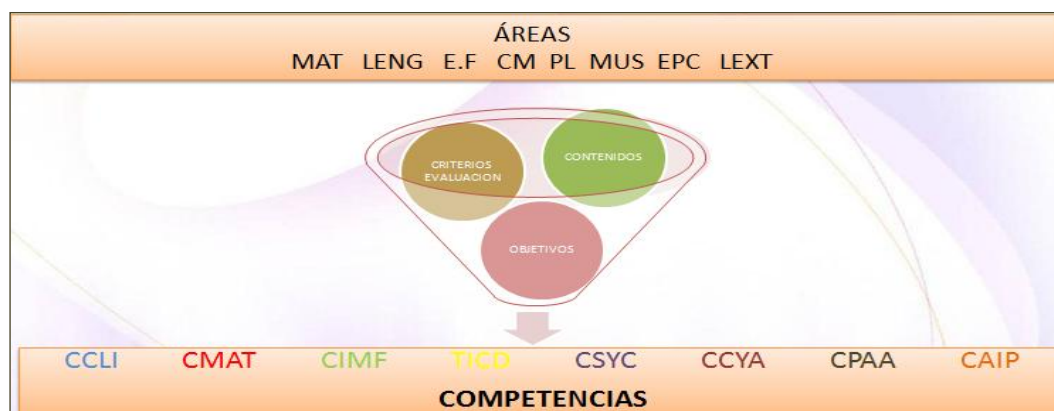 ÁREAS
MAT LENG E.F CM PL MUS EPC LEXT
CRITERIOS
EVALUACION
CONTENIDOS
OBJETIVOS
CCLI CMAT CIMF TICD CSYC CCYA CPAA CAIP
COMPETENCIAS